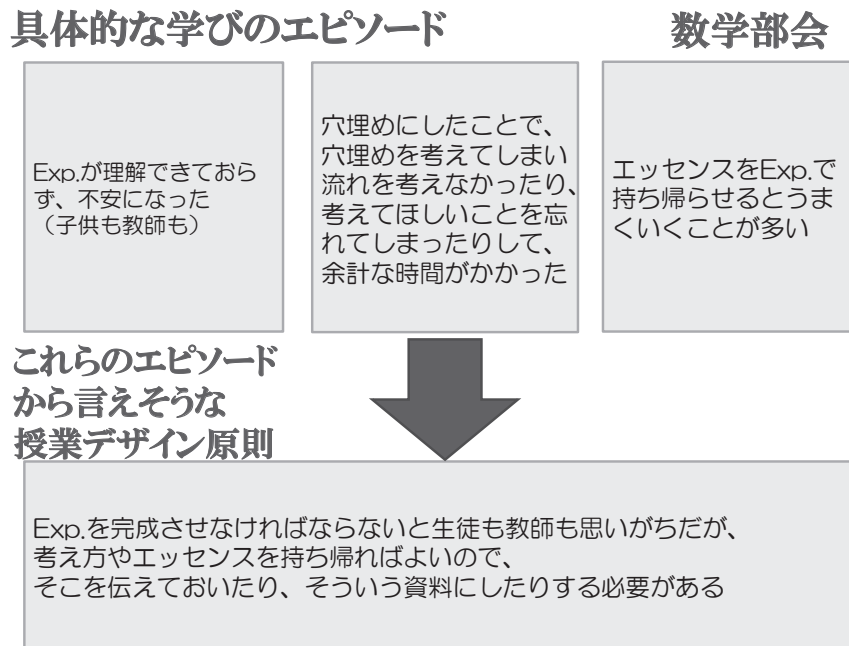 具体的な学びのエピソード
数学部会
Exp.が理解できておら
ず、不安になった
（子供も教師も）
穴埋めにしたことで、
穴埋めを考えてしまい
流れを考えなかったり、
考えてほしいことを忘
れてしまったりして、
余計な時間がかかった
エッセンスをExp.で
持ち帰らせるとうま
くいくことが多い
これらのエピソード
から言えそうな
授業デザイン原則
Exp.を完成させなければならないと生徒も教師も思いがちだが、
考え方やエッセンスを持ち帰ればよいので、
そこを伝えておいたり、そういう資料にしたりする必要がある